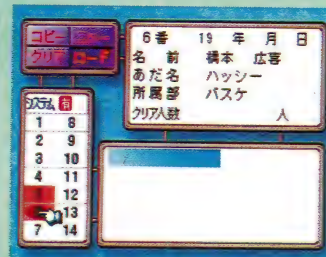 コピー
クリア ロード
6番 19 年 月 日
名 前 橋本 広喜
あだ名 ハッシー
所属部 バスケ
クリア人数 人
システム 有
1 8
2 9
3 10
4 11
12
13
7 14